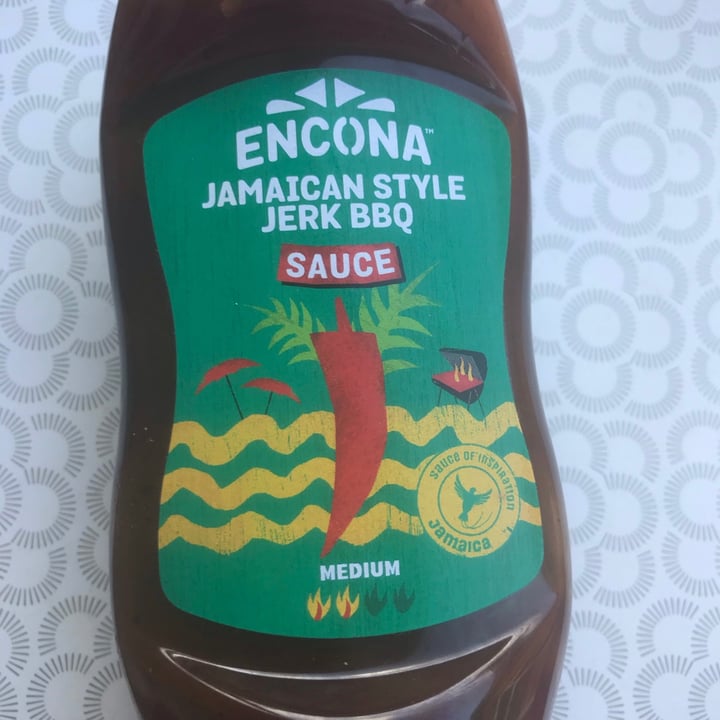 ENCONA™
JAMAICAN STYLE
JERK BBQ
SAUCE
SAUCE OF INSPIRATION
Jamaica
MEDIUM